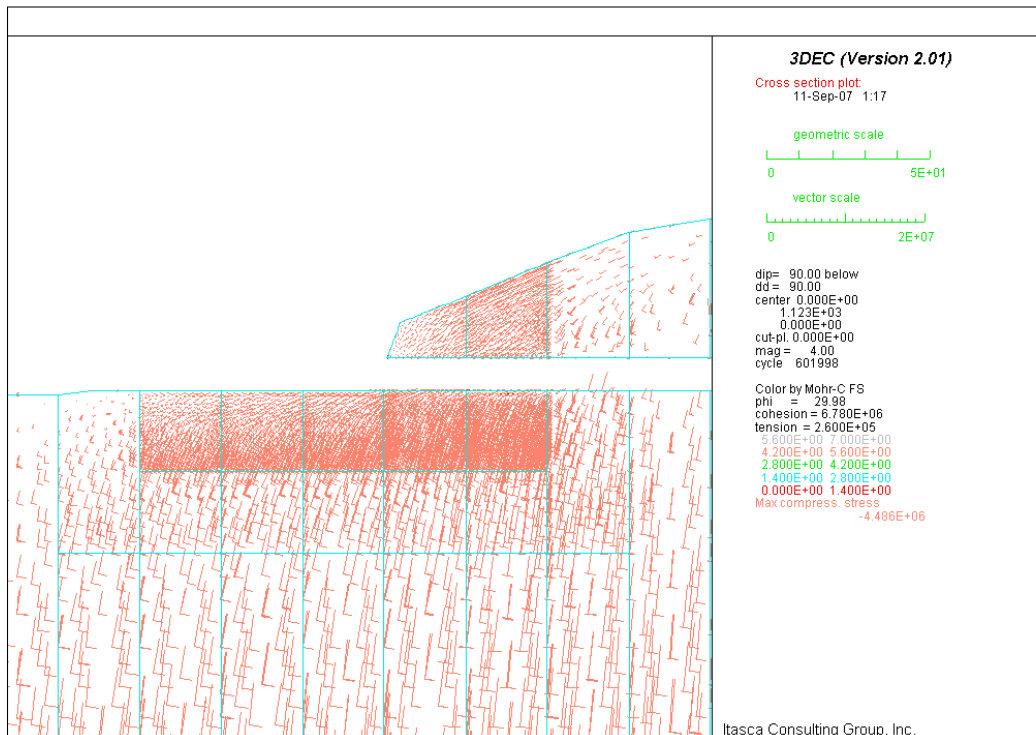 3DEC (Version 2.01)
Cross section plot:
11-Sep-07 1:17
geometric scale
0 5E+01
vector scale
0 2E+07
dip= 90.00 below
dd = 90.00
center 0.000E+00
1.123E+03
0.000E+00
cut-pl. 0.000E+00
mag = 4.00
cycle 601998
Color by Mohr-C FS
phi = 29.98
cohesion = 6.780E+06
tension = 2.600E+05
5.600E+00 7.000E+00
4.200E+00 5.600E+00
2.800E+00 4.200E+00
1.400E+00 2.800E+00
0.000E+00 1.400E+00
Max compress. stress
-4.486E+06
Itasca Consulting Group, Inc.